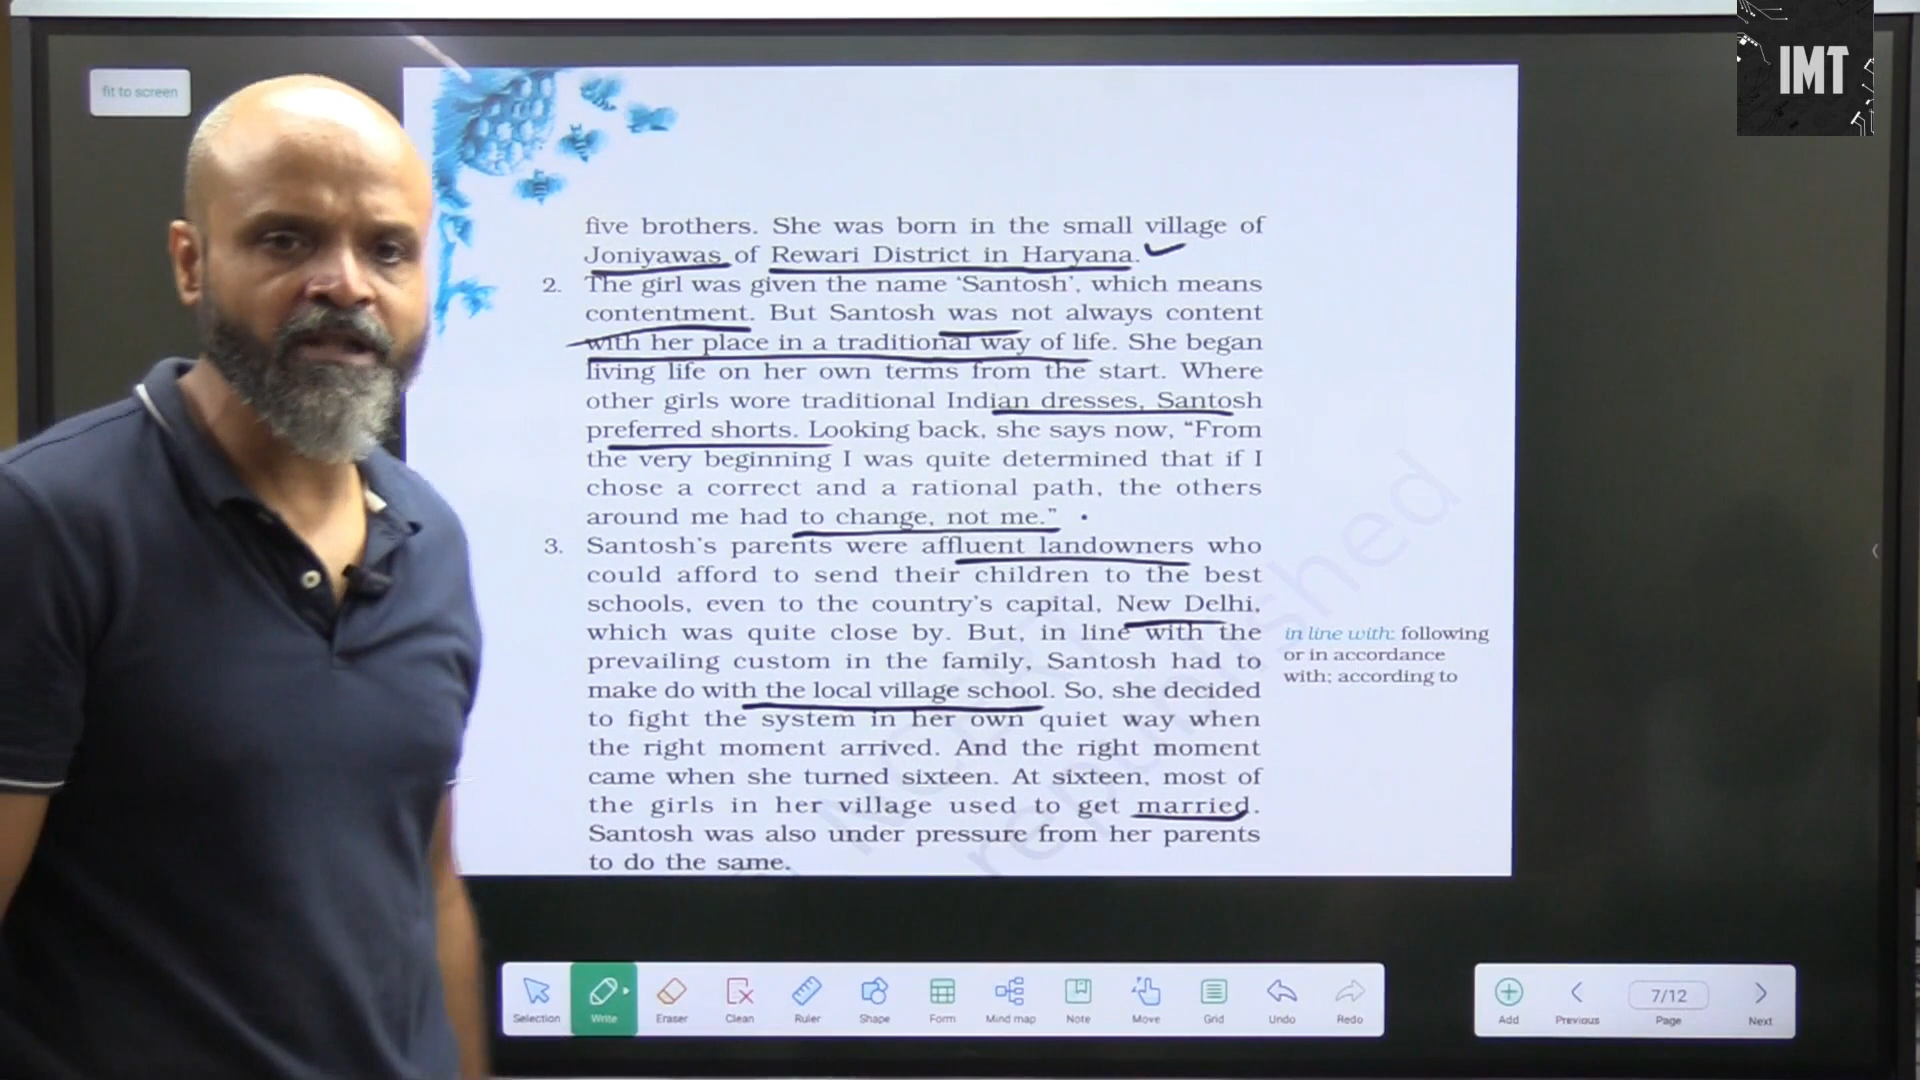 IMT
fit to screen
five brothers. She was born in the small village of
Joniyawas of Rewari District in Haryana.
2. The girl was given the name ‘Santosh’, which means
contentment. But Santosh was not always content
with her place in a traditional way of life. She began
living life on her own terms from the start. Where
other girls wore traditional Indian dresses, Santosh
preferred shorts. Looking back, she says now, “From
the very beginning I was quite determined that if I
chose a correct and a rational path, the others
around me had to change, not me.”
3. Santosh’s parents were affluent landowners who
could afford to send their children to the best
schools, even to the country’s capital, New Delhi,
which was quite close by. But, in line with the
prevailing custom in the family, Santosh had to
make do with the local village school. So, she decided
to fight the system in her own quiet way when
the right moment arrived. And the right moment
came when she turned sixteen. At sixteen, most of
the girls in her village used to get married.
Santosh was also under pressure from her parents
to do the same.
in line with: following
or in accordance
with; according to
republished
Selection Write Eraser Clean Ruler Shape Form Mind map Note Move Grid Undo Redo
7/12
Add Previous Page Next